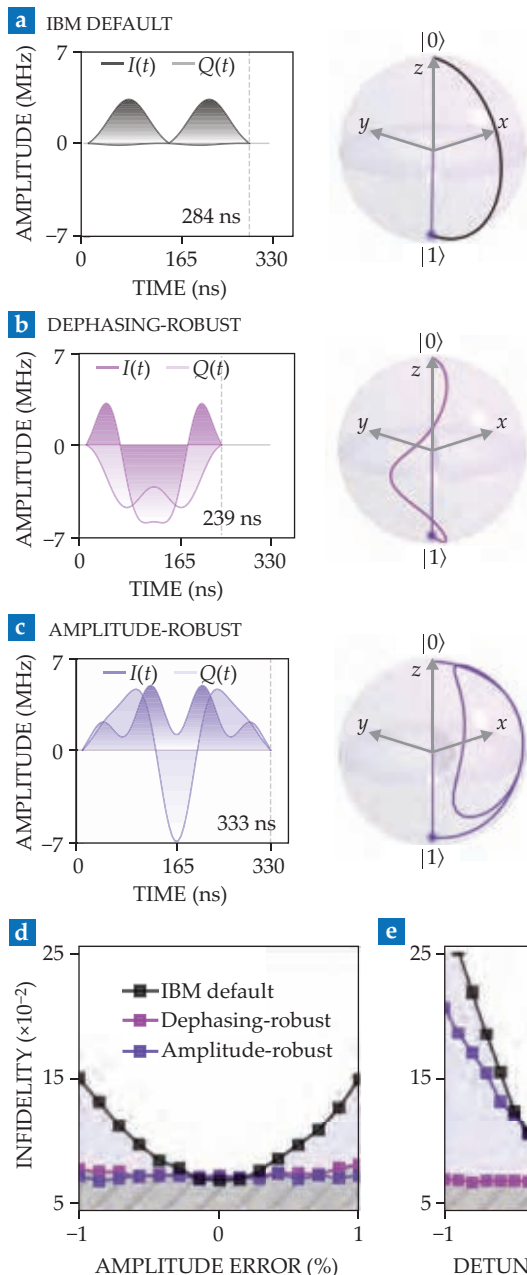 a IBM DEFAULT
AMPLITUDE (MHz)
7
0
−7
I(t) Q(t)
284 ns
0 165 330
TIME (ns)
|0⟩
z
y
x
|1⟩
b DEPHASING-ROBUST
AMPLITUDE (MHz)
7
0
−7
I(t) Q(t)
239 ns
0 165 330
TIME (ns)
|0⟩
z
y
x
|1⟩
c AMPLITUDE-ROBUST
AMPLITUDE (MHz)
7
0
−7
I(t) Q(t)
333 ns
0 165 330
TIME (ns)
|0⟩
z
y
x
|1⟩
d
INFIDELITY (×10⁻²)
25
15
5
IBM default
Dephasing-robust
Amplitude-robust
−1 0 1
AMPLITUDE ERROR (%)
e
25
15
5
−1
DETUN